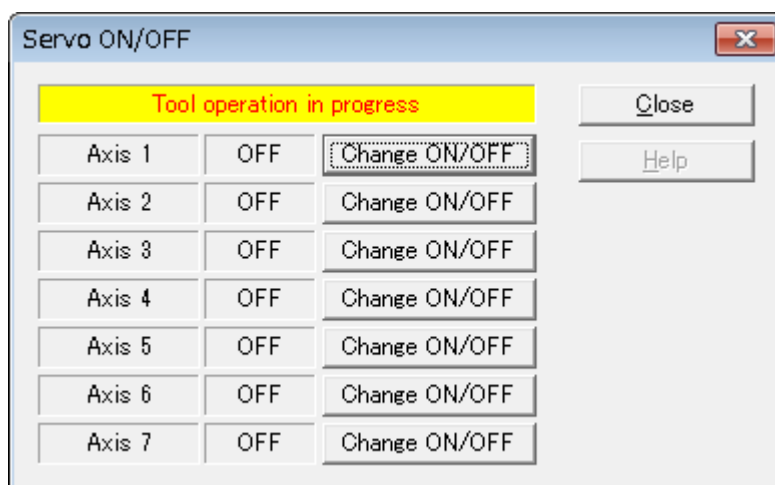 Servo ON/OFF
Tool operation in progress
Close
Axis 1 OFF Change ON/OFF
Help
Axis 2 OFF Change ON/OFF
Axis 3 OFF Change ON/OFF
Axis 4 OFF Change ON/OFF
Axis 5 OFF Change ON/OFF
Axis 6 OFF Change ON/OFF
Axis 7 OFF Change ON/OFF